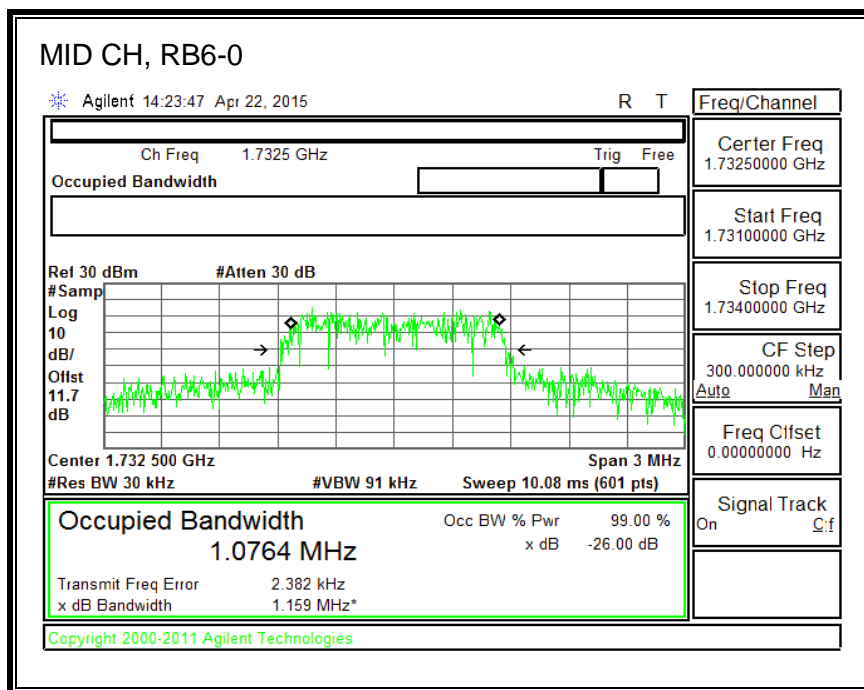 MID CH, RB6-0
Agilent 14:23:47 Apr 22, 2015 R T
Freq/Channel
Ch Freq 1.7325 GHz Trig Free
Occupied Bandwidth
Center Freq
1.73250000 GHz
Start Freq
1.73100000 GHz
Stop Freq
1.73400000 GHz
CF Step
300.000000 kHz
Auto Man
Freq Offset
0.00000000 Hz
Signal Track
On Off
Ref 30 dBm #Atten 30 dB
#Samp
Log
10
dB/
Offst
11.7
dB
Center 1.732 500 GHz Span 3 MHz
#Res BW 30 kHz #VBW 91 kHz Sweep 10.08 ms (601 pts)
Occupied Bandwidth Occ BW % Pwr 99.00 %
1.0764 MHz x dB -26.00 dB
Transmit Freq Error 2.382 kHz
x dB Bandwidth 1.159 MHz*
Copyright 2000-2011 Agilent Technologies